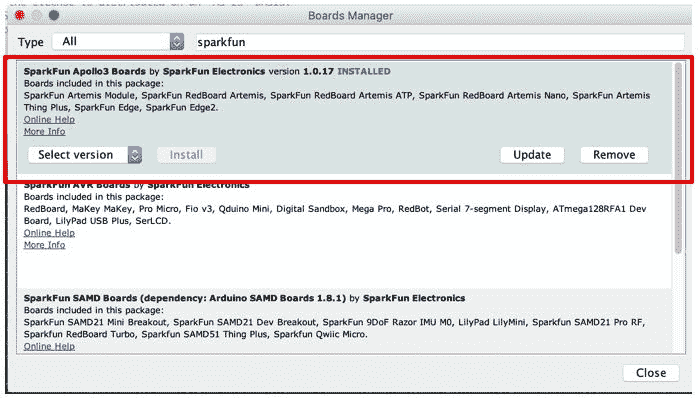 Boards Manager
Type All sparkfun
SparkFun Apollo3 Boards by SparkFun Electronics version 1.0.17 INSTALLED
Boards included in this package:
SparkFun Artemis Module, SparkFun RedBoard Artemis, SparkFun RedBoard Artemis ATP, SparkFun RedBoard Artemis Nano, SparkFun Artemis
Thing Plus, SparkFun Edge, SparkFun Edge2.
Online Help
More Info
Select version Install Update Remove
SparkFun AVR Boards by SparkFun Electronics
Boards included in this package:
RedBoard, MaKey MaKey, Pro Micro, Fio v3, Qduino Mini, Digital Sandbox, Mega Pro, RedBot, Serial 7-segment Display, ATmega128RFA1 Dev
Board, LilyPad USB Plus, SerLCD.
Online Help
More Info
SparkFun SAMD Boards (dependency: Arduino SAMD Boards 1.8.1) by SparkFun Electronics
Boards included in this package:
SparkFun SAMD21 Mini Breakout, SparkFun SAMD21 Dev Breakout, SparkFun 9DoF Razor IMU M0, LilyPad LilyMini, SparkFun SAMD21 Pro RF,
SparkFun RedBoard Turbo, SparkFun SAMD51 Thing Plus, SparkFun Qwiic Micro.
Online Help
Close